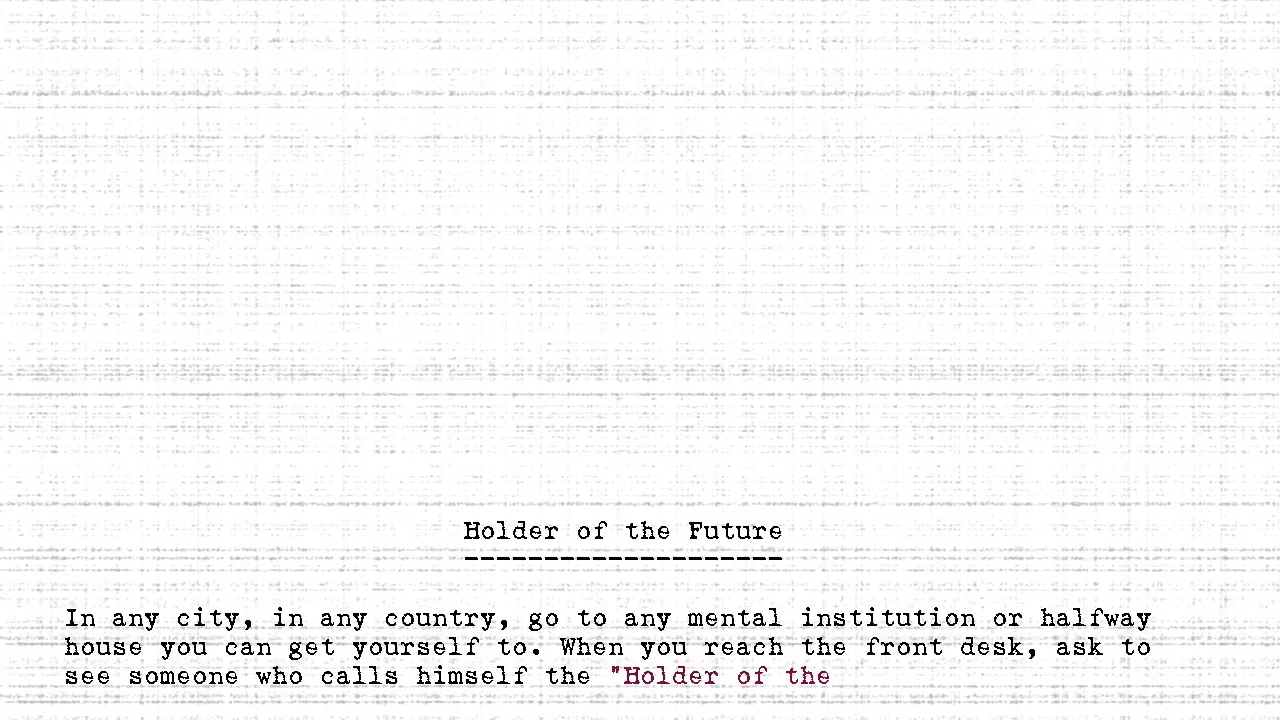 Holder of the Future
--------------------
In any city, in any country, go to any mental institution or halfway
house you can get yourself to. When you reach the front desk, ask to
see someone who calls himself the "Holder of the